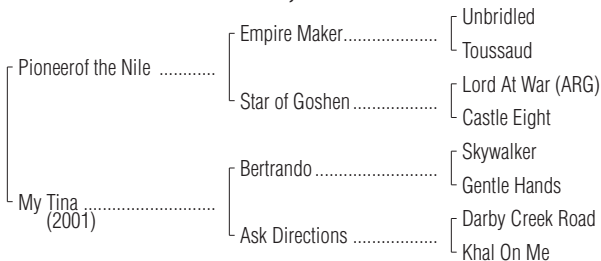 Unbridled
Empire Maker....................
Toussaud
Pioneerof the Nile ............
Lord At War (ARG)
Star of Goshen..................
Castle Eight
Skywalker
Bertrando..........................
Gentle Hands
My Tina ............................
(2001)
Darby Creek Road
Ask Directions ..................
Khal On Me